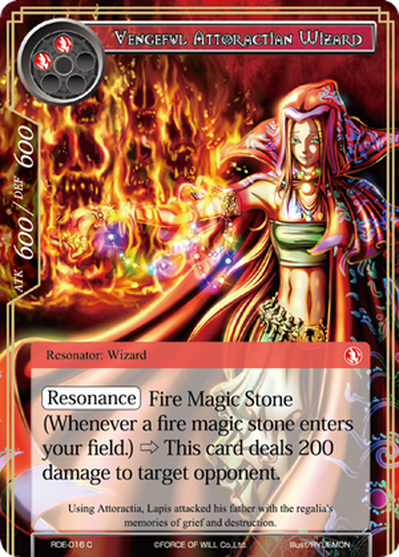 Vengeful Attoractian Wizard
ATK 600 / DEF 600
Resonator: Wizard
Resonance Fire Magic Stone
(Whenever a fire magic stone enters
your field.) ⇨ This card deals 200
damage to target opponent.
Using Attoractia, Lapis attacked his father with the regalia's
memories of grief and destruction.
RDE-016 C ©FORCE OF WILL Co.,Ltd. Illust/RYUEMON